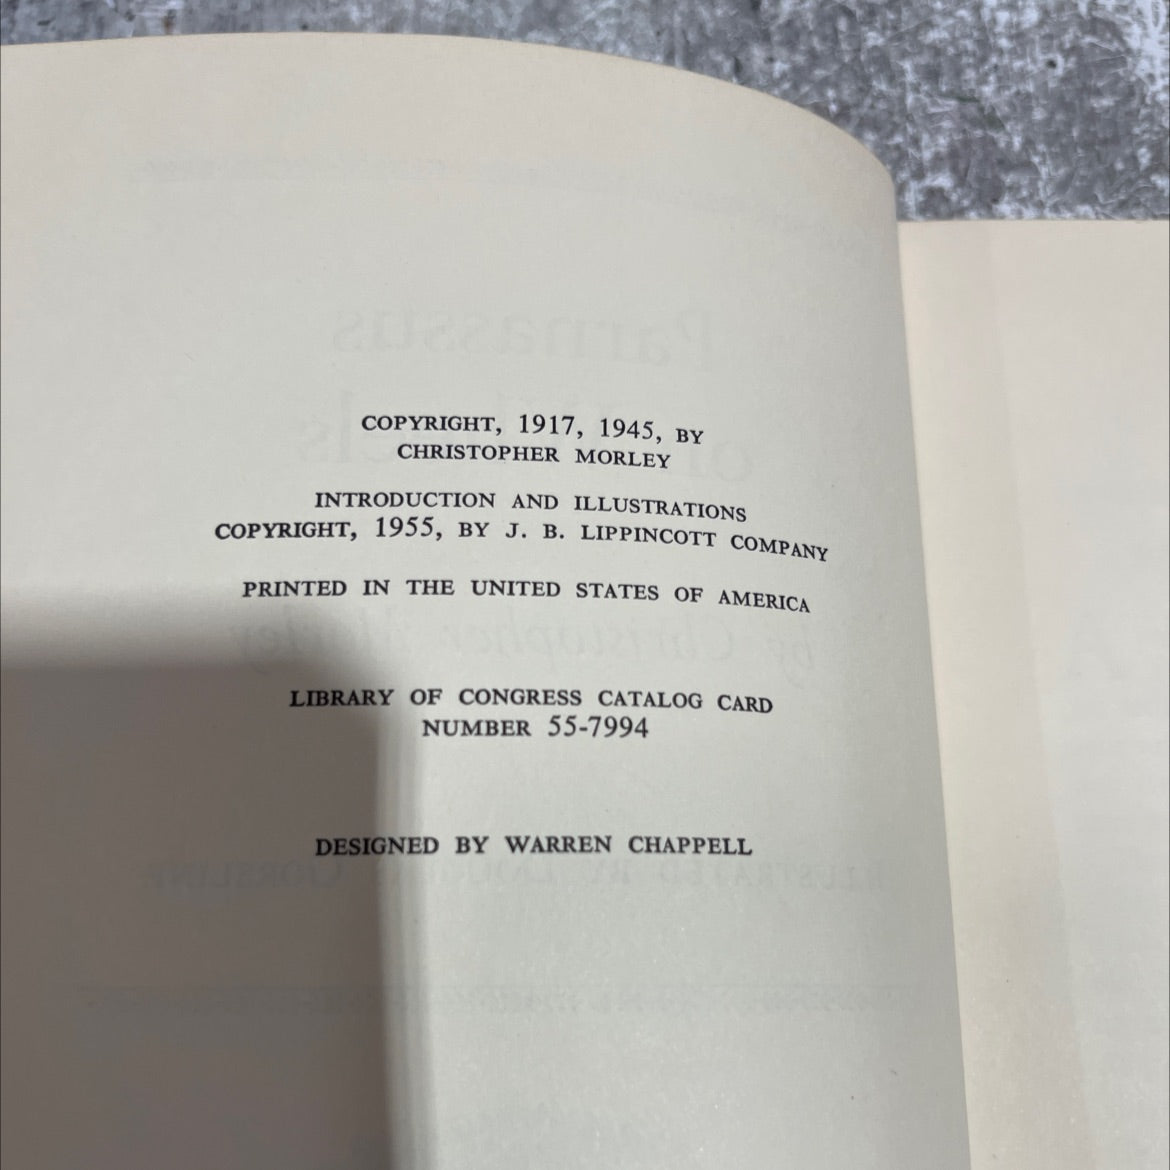 COPYRIGHT, 1917, 1945, BY
CHRISTOPHER MORLEY
INTRODUCTION AND ILLUSTRATIONS
COPYRIGHT, 1955, BY J. B. LIPPINCOTT COMPANY
PRINTED IN THE UNITED STATES OF AMERICA
LIBRARY OF CONGRESS CATALOG CARD
NUMBER 55-7994
DESIGNED BY WARREN CHAPPELL